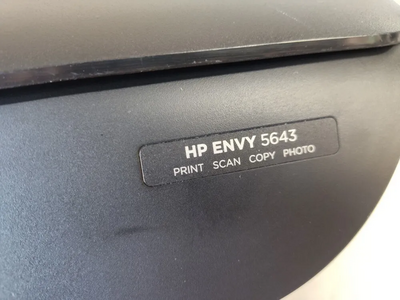 HP ENVY 5643
PRINT SCAN COPY PHOTO